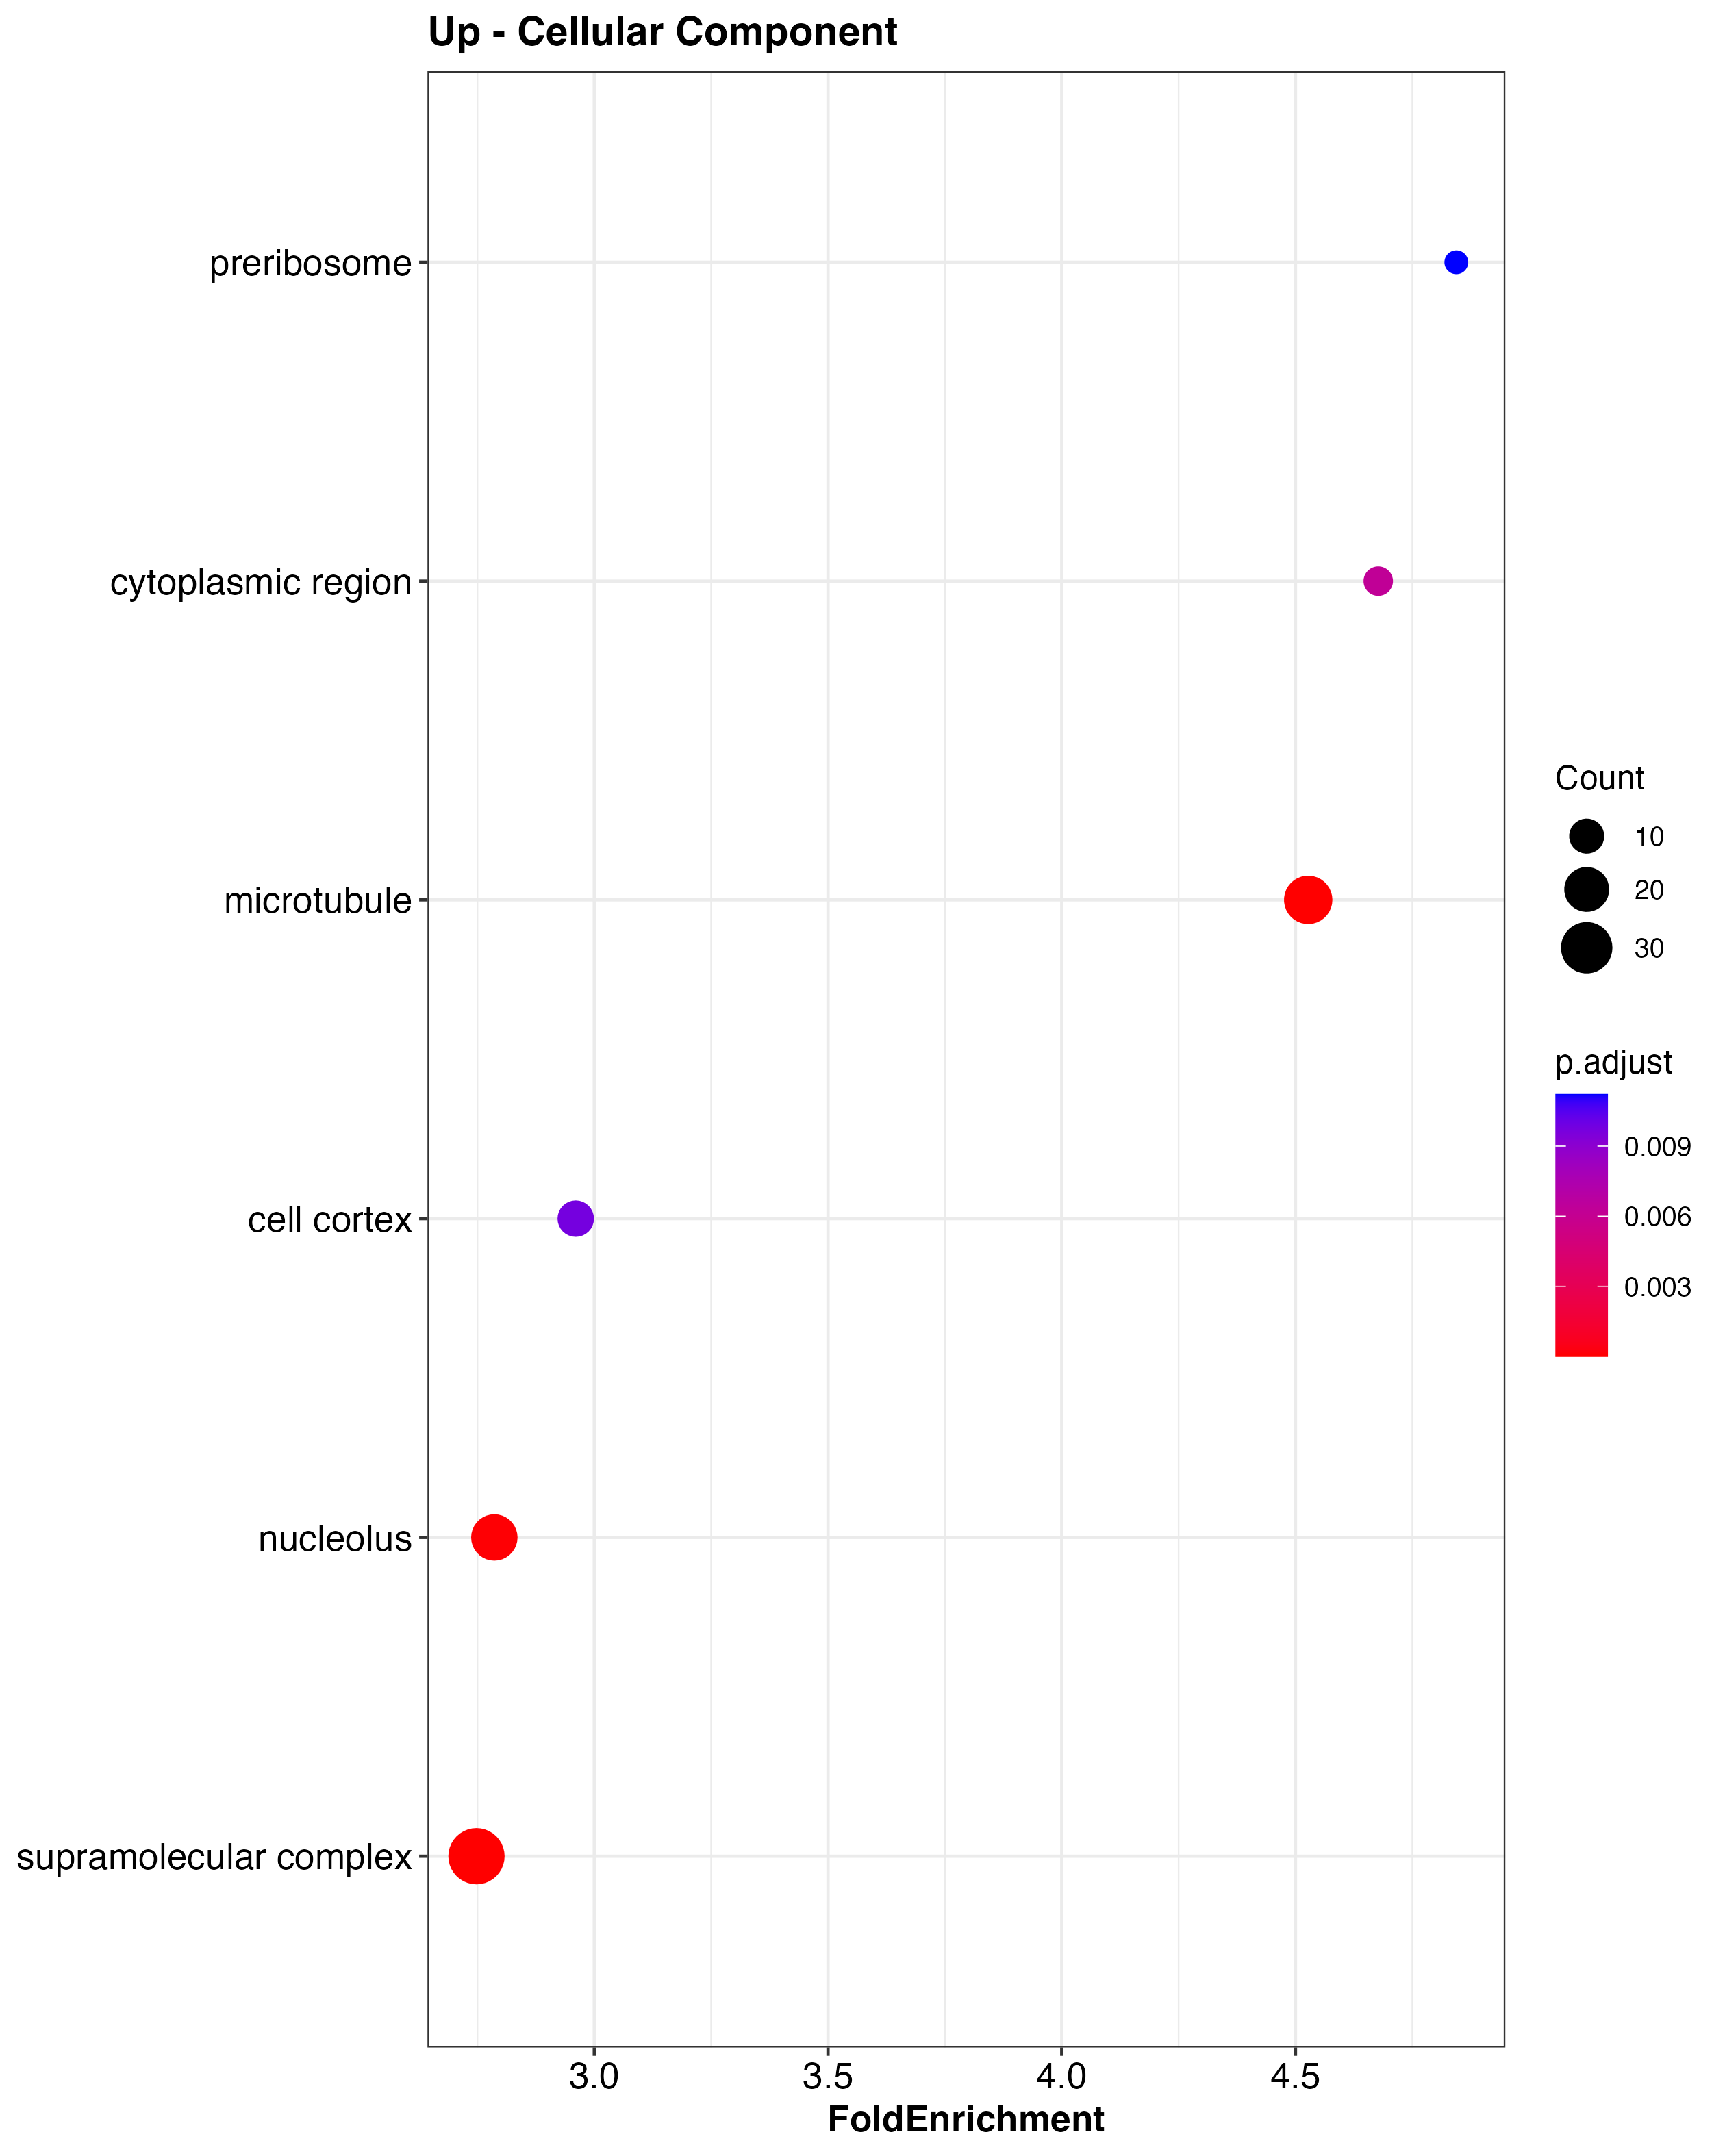 Up - Cellular Component
preribosome
cytoplasmic region
microtubule
cell cortex
nucleolus
supramolecular complex
3.0 3.5 4.0 4.5
FoldEnrichment
Count
10
20
30
p.adjust
0.009
0.006
0.003